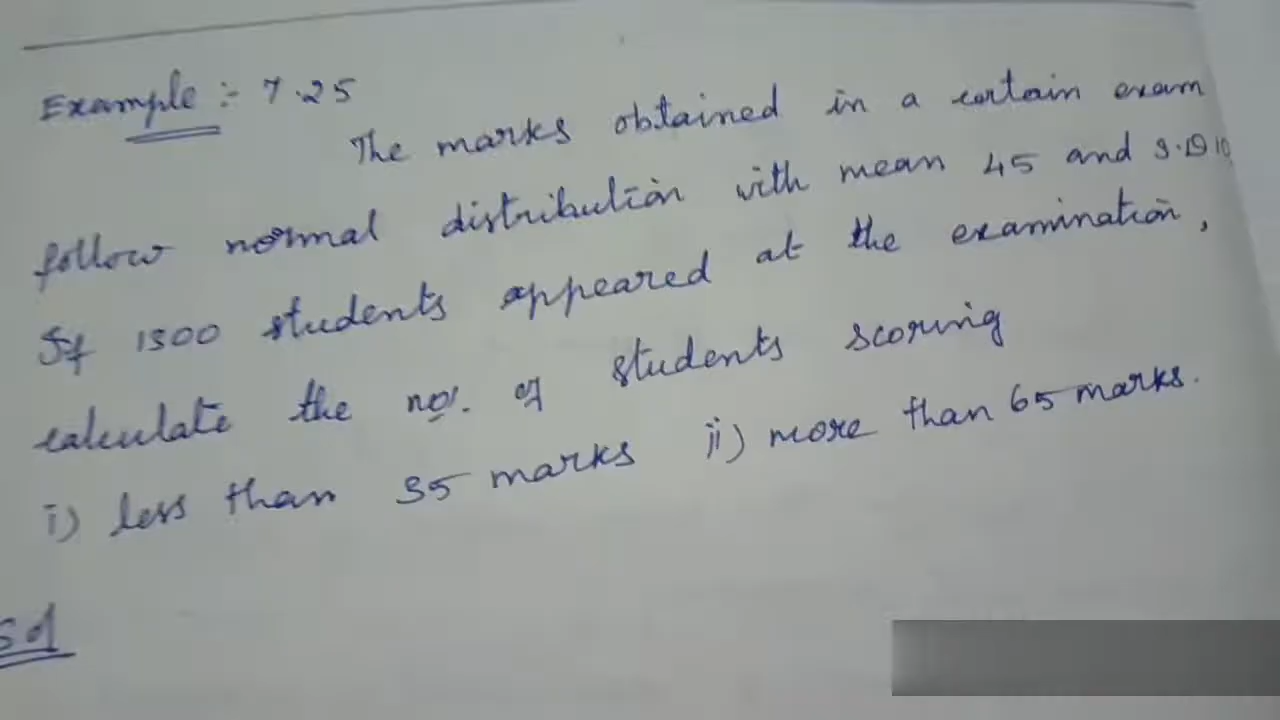 Example :- 7.25
The marks obtained in a certain exam
follow normal distribution with mean 45 and S.D 10
If 1300 students appeared at the examination,
calculate the no. of students scoring
i) less than 35 marks ii) more than 65 marks.
Sol